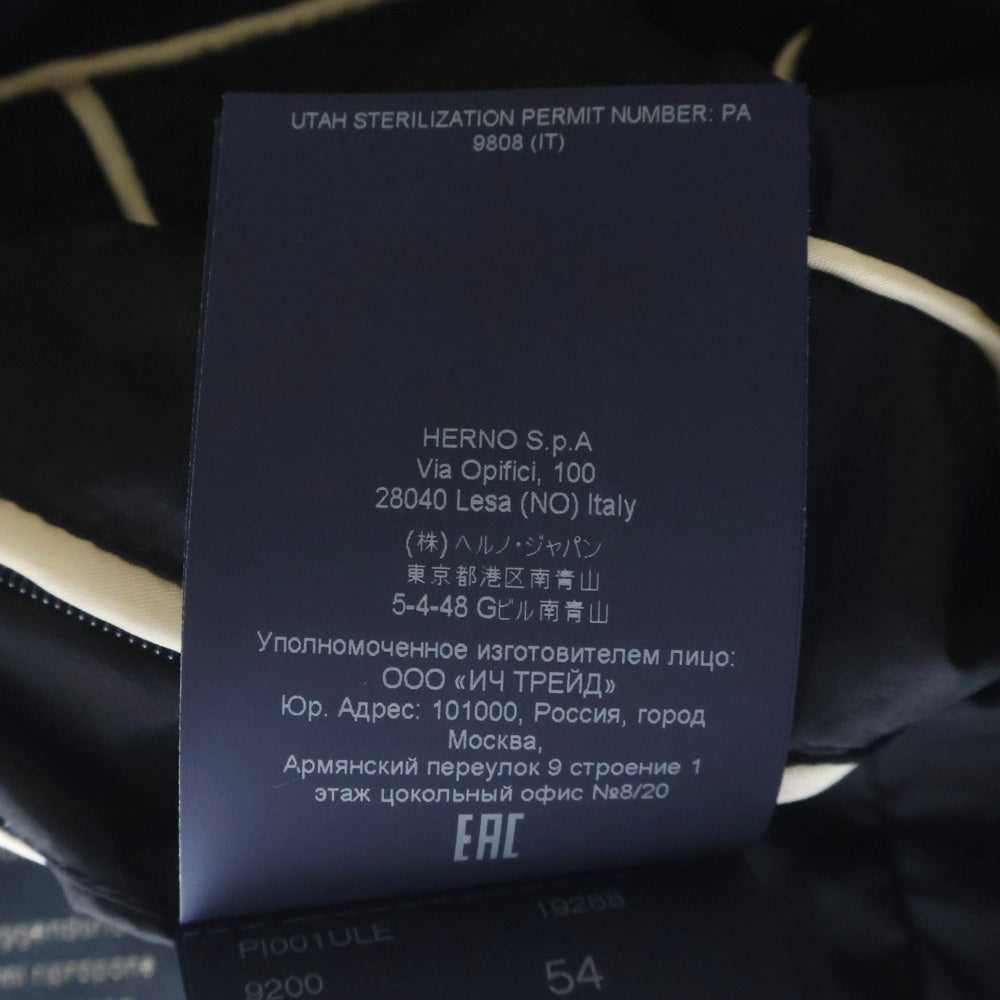 UTAH STERILIZATION PERMIT NUMBER: PA
9808 (IT)
HERNO S.p.A
Via Opifici, 100
28040 Lesa (NO) Italy
(株)ヘルノ・ジャパン
東京都港区南青山
5-4-48 Gビル南青山
Уполномоченное изготовителем лицо:
ООО «ИЧ ТРЕЙД»
Юр. Адрес: 101000, Россия, город
Москва,
Армянский переулок 9 строение 1
этаж цокольный офис №8/20
EAC
19288
PI001ULE
9200 54